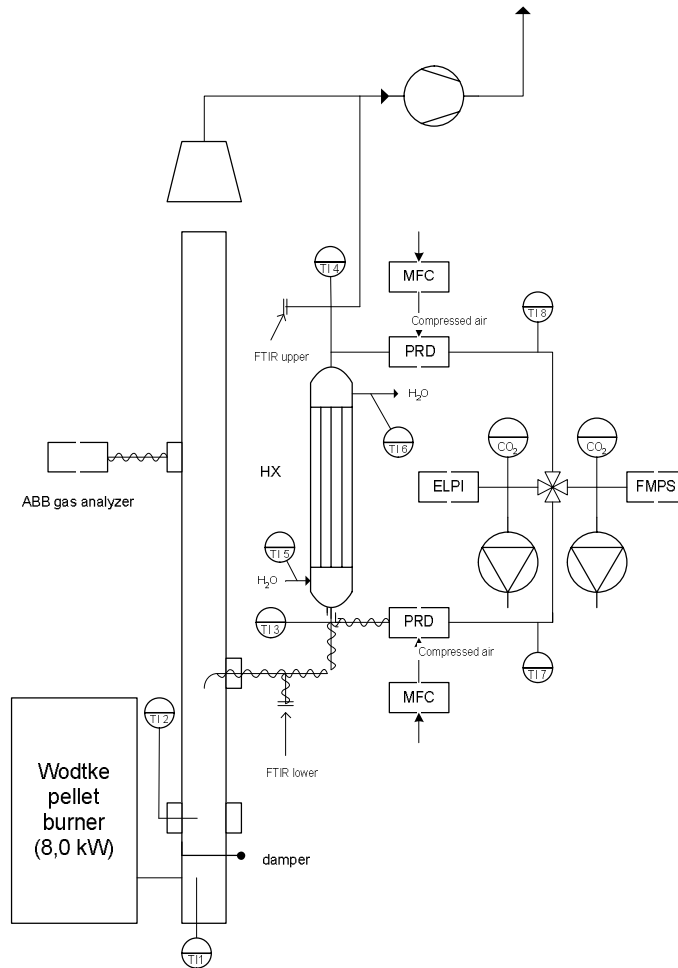 TI 4
MFC
TI 8
Compressed air
FTIR upper
PRD
H₂O
TI 6
CO₂
CO₂
HX
ELPI
FMPS
ABB gas analyzer
TI 5
H₂O
TI 3
PRD
Compressed air
TI 7
MFC
TI 2
FTIR lower
Wodtke
pellet
burner
(8,0 kW)
damper
TI1